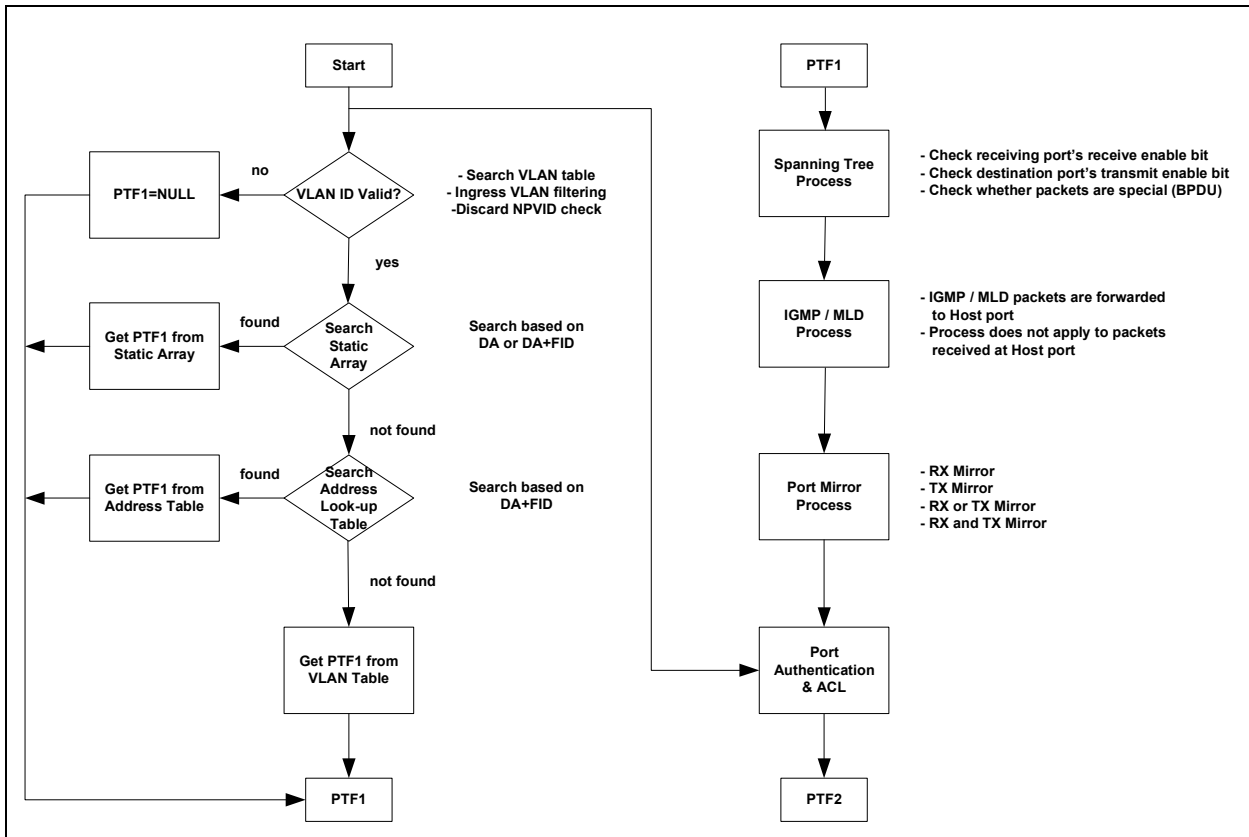 Start
VLAN ID Valid?
no
PTF1=NULL
- Search VLAN table
- Ingress VLAN filtering
-Discard NPVID check
yes
Search
Static
Array
found
Get PTF1 from
Static Array
Search based on
DA or DA+FID
not found
Search
Address
Look-up
Table
found
Get PTF1 from
Address Table
Search based on
DA+FID
not found
Get PTF1 from
VLAN Table
PTF1
PTF1
Spanning Tree
Process
- Check receiving port's receive enable bit
- Check destination port's transmit enable bit
- Check whether packets are special (BPDU)
IGMP / MLD
Process
- IGMP / MLD packets are forwarded
to Host port
- Process does not apply to packets
received at Host port
Port Mirror
Process
- RX Mirror
- TX Mirror
- RX or TX Mirror
- RX and TX Mirror
Port
Authentication
& ACL
PTF2